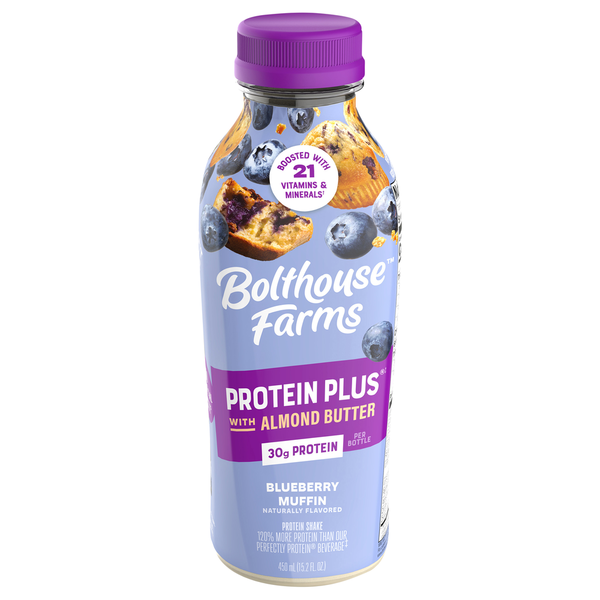 BOOSTED WITH
21
VITAMINS &
MINERALS†
Bolthouse™
Farms
PROTEIN PLUS
WITH ALMOND BUTTER
30g PROTEIN PER BOTTLE
BLUEBERRY
MUFFIN
NATURALLY FLAVORED
PROTEIN SHAKE
120% MORE PROTEIN THAN OUR
PERFECTLY PROTEIN® BEVERAGE‡
450 mL (15.2 FL. OZ.)